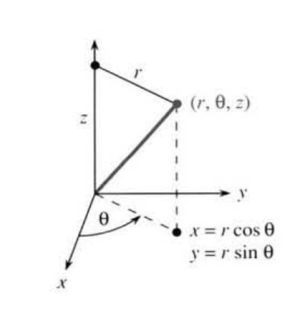 r
(r, θ, z)
z
y
θ
x = r cos θ
y = r sin θ
x